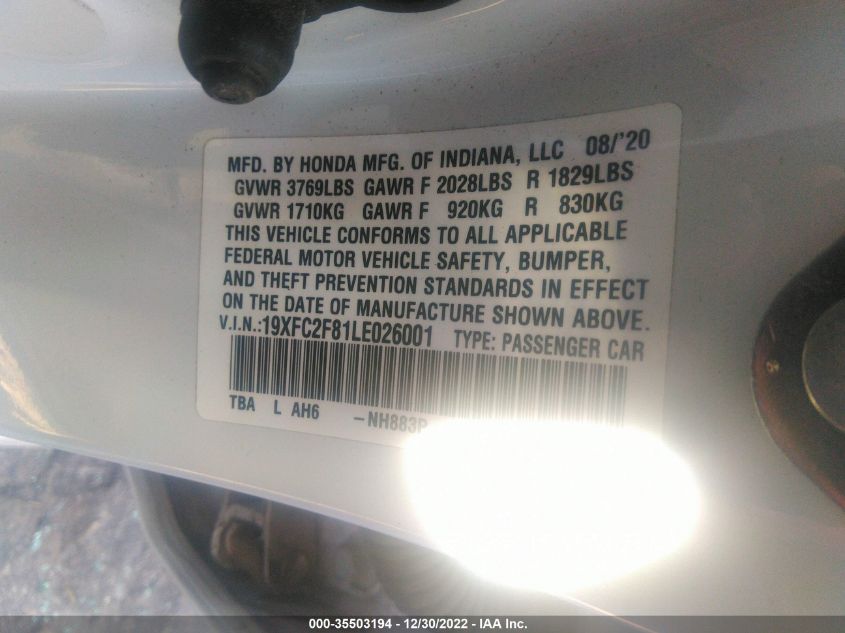 MFD. BY HONDA MFG. OF INDIANA, LLC 08/'20
GVWR 3769LBS GAWR F 2028LBS R 1829LBS
GVWR 1710KG GAWR F 920KG R 830KG
THIS VEHICLE CONFORMS TO ALL APPLICABLE
FEDERAL MOTOR VEHICLE SAFETY, BUMPER,
AND THEFT PREVENTION STANDARDS IN EFFECT
ON THE DATE OF MANUFACTURE SHOWN ABOVE.
V.I.N.:19XFC2F81LE026001 TYPE: PASSENGER CAR
TBA L AH6 -NH883P
000-35503194 - 12/30/2022 - IAA Inc.